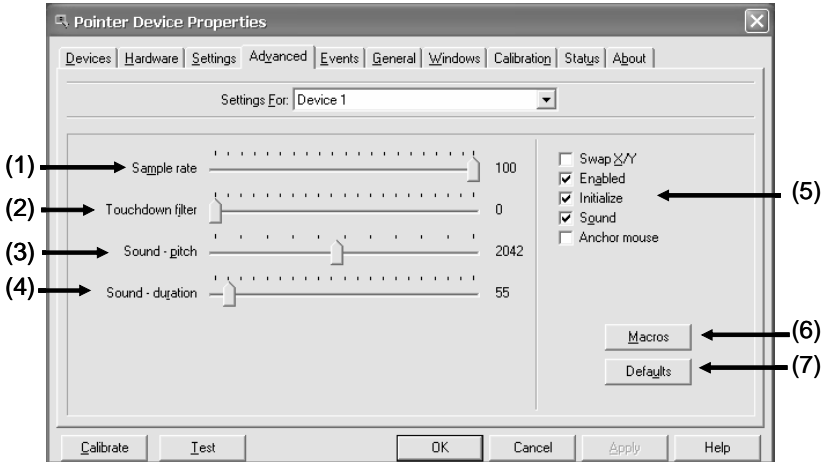 Pointer Device Properties
Devices Hardware Settings Advanced Events General Windows Calibration Status About
Settings For: Device 1
(1) Sample rate 100
(2) Touchdown filter 0
(3) Sound - pitch 2042
(4) Sound - duration 55
Swap X/Y
Enabled
Initialize
Sound
Anchor mouse
(5)
Macros (6)
Defaults (7)
Calibrate Test OK Cancel Apply Help